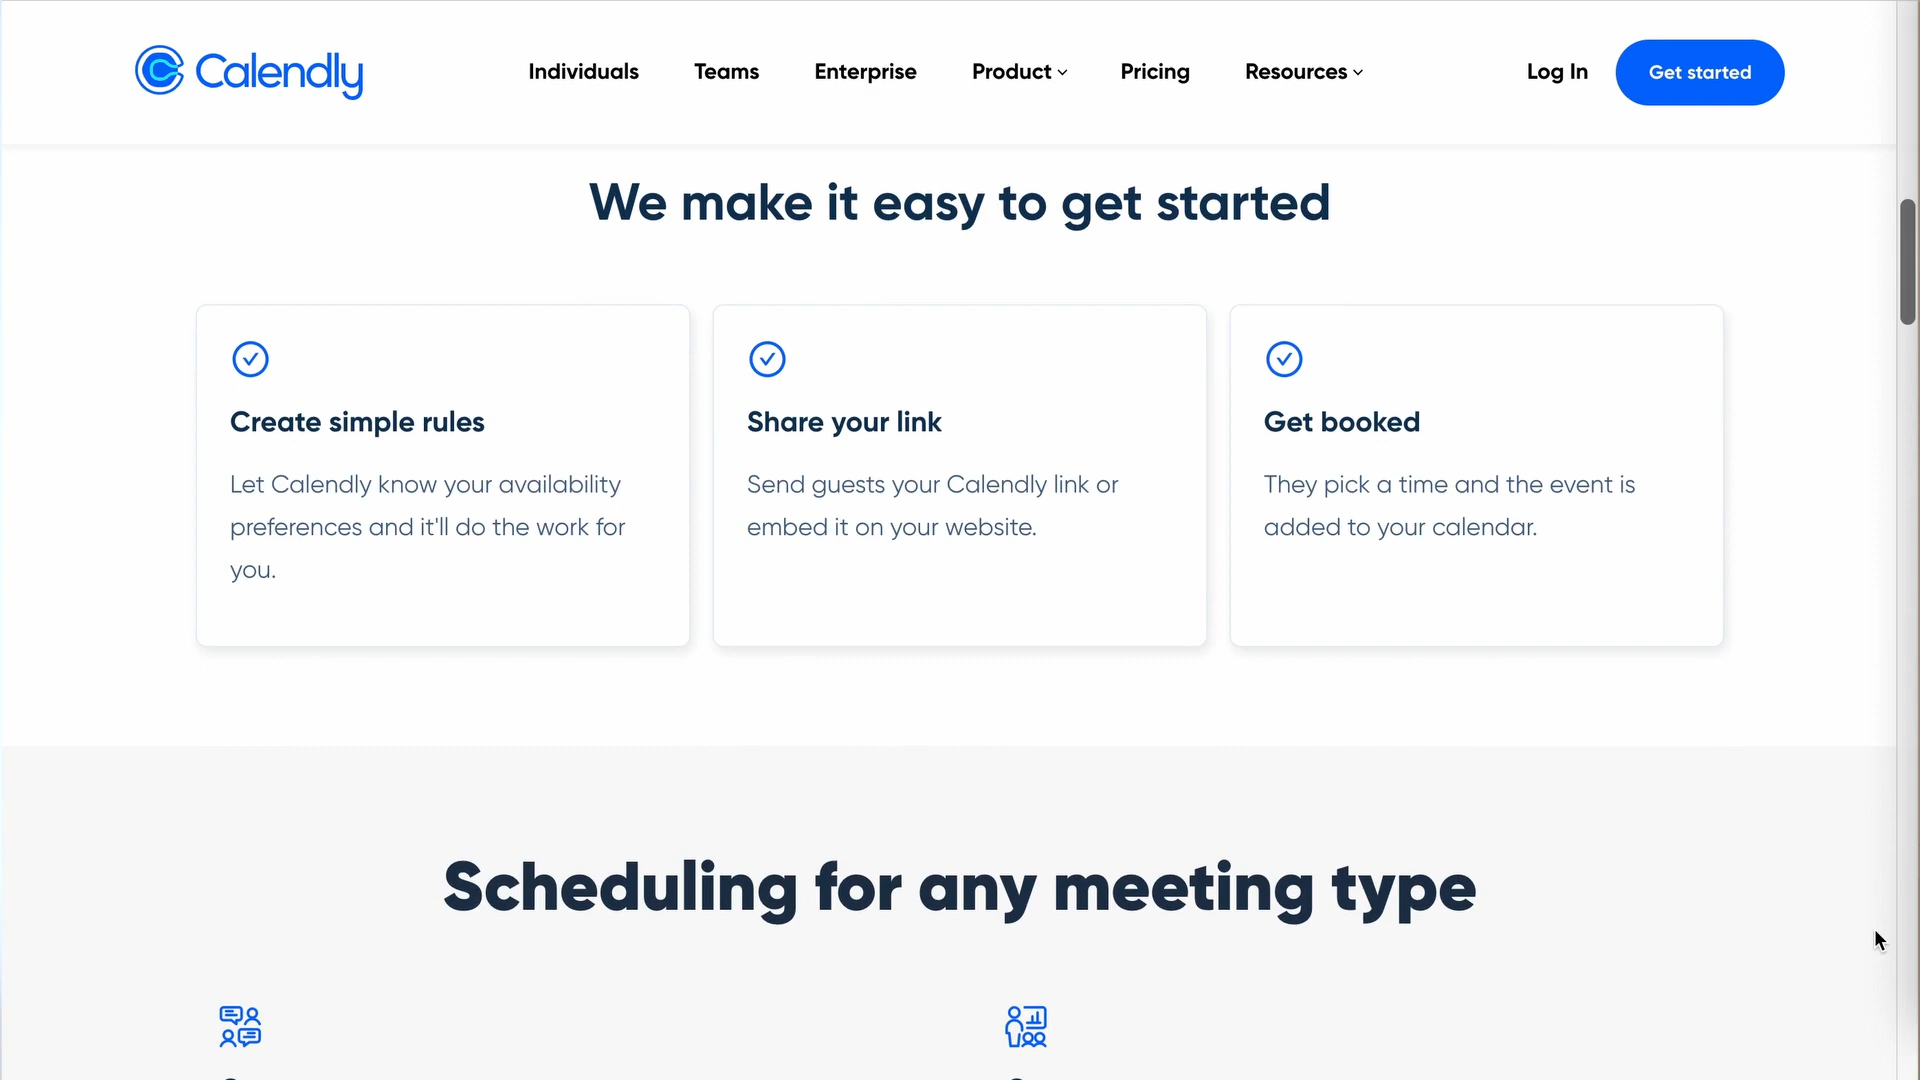 Calendly
Individuals
Teams
Enterprise
Product
Pricing
Resources
Log In
Get started
We make it easy to get started
Create simple rules
Let Calendly know your availability
preferences and it'll do the work for
you.
Share your link
Send guests your Calendly link or
embed it on your website.
Get booked
They pick a time and the event is
added to your calendar.
Scheduling for any meeting type